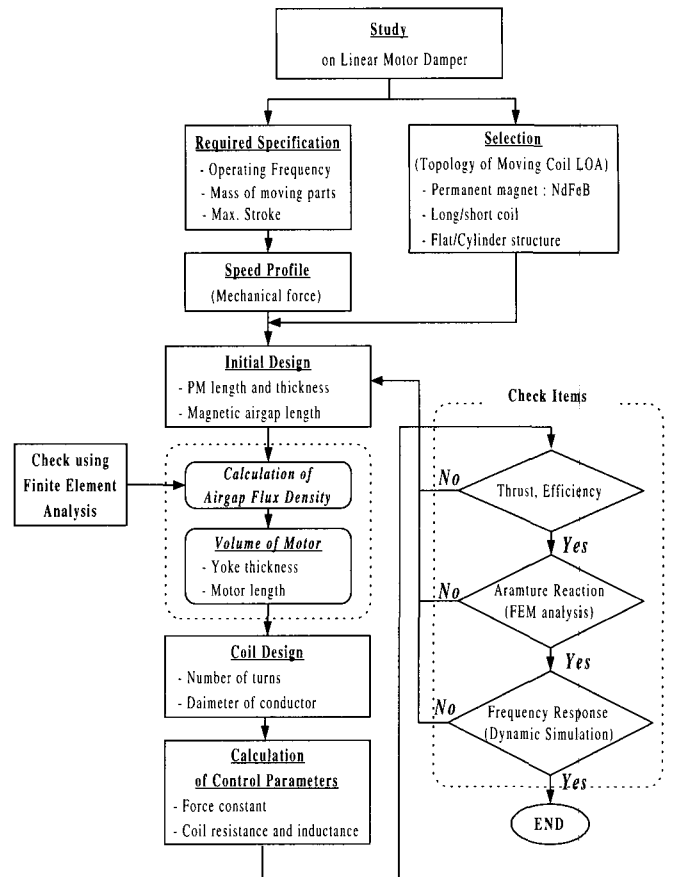 Study
on Linear Motor Damper
Required Specification
- Operating Frequency
- Mass of moving parts
- Max. Stroke
Selection
(Topology of Moving Coil LOA)
- Permanent magnet : NdFeB
- Long/short coil
- Flat/Cylinder structure
Speed Profile
(Mechanical force)
Initial Design
- PM length and thickness
- Magnetic airgap length
Check using
Finite Element
Analysis
Calculation of
Airgap Flux Density
Volume of Motor
- Yoke thickness
- Motor length
Coil Design
- Number of turns
- Daimeter of conductor
Calculation
of Control Parameters
- Force constant
- Coil resistance and inductance
Check Items
No
Thrust, Efficiency
Yes
No
Aramture Reaction
(FEM analysis)
Yes
No
Frequency Response
(Dynamic Simulation)
Yes
END